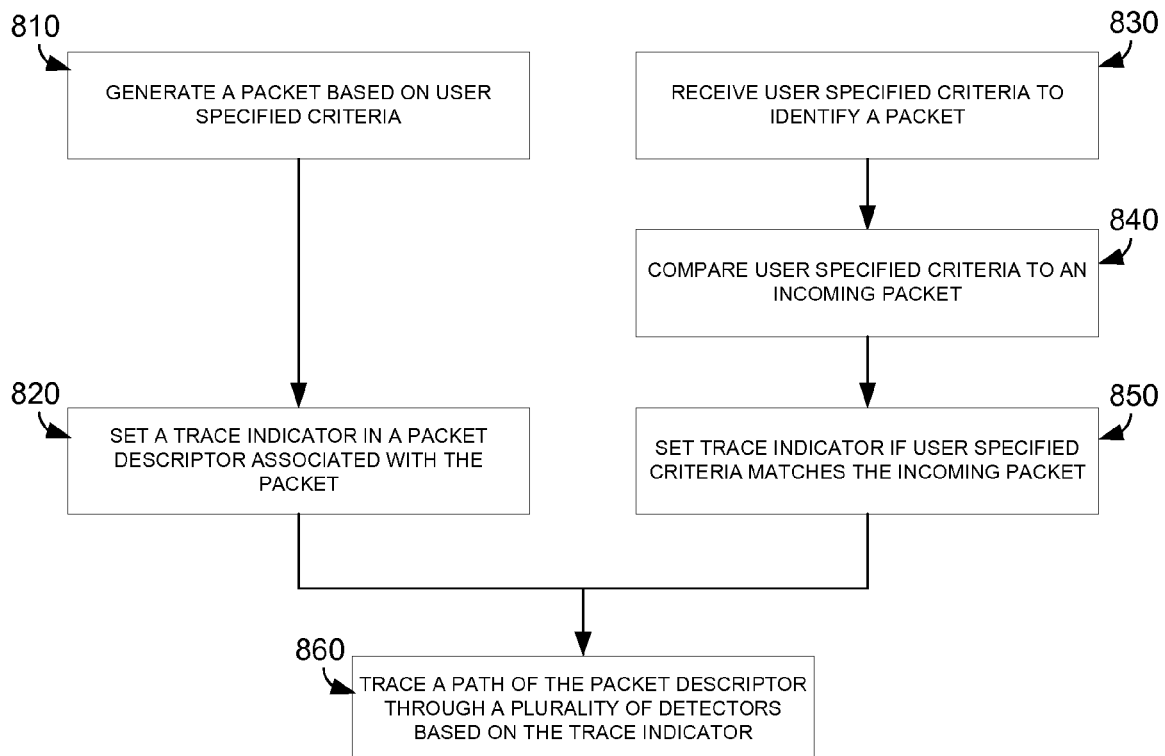 810
GENERATE A PACKET BASED ON USER
SPECIFIED CRITERIA
820
SET A TRACE INDICATOR IN A PACKET
DESCRIPTOR ASSOCIATED WITH THE
PACKET
830
RECEIVE USER SPECIFIED CRITERIA TO
IDENTIFY A PACKET
840
COMPARE USER SPECIFIED CRITERIA TO AN
INCOMING PACKET
850
SET TRACE INDICATOR IF USER SPECIFIED
CRITERIA MATCHES THE INCOMING PACKET
860
TRACE A PATH OF THE PACKET DESCRIPTOR
THROUGH A PLURALITY OF DETECTORS
BASED ON THE TRACE INDICATOR